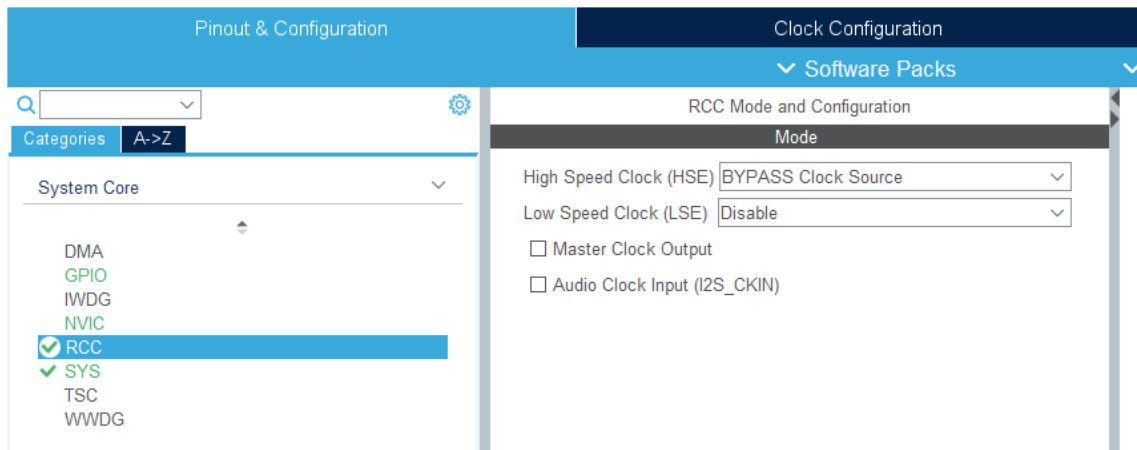 Pinout & Configuration
Clock Configuration
Software Packs
Categories
A->Z
System Core
DMA
GPIO
IWDG
NVIC
RCC
SYS
TSC
WWDG
RCC Mode and Configuration
Mode
High Speed Clock (HSE) BYPASS Clock Source
Low Speed Clock (LSE) Disable
Master Clock Output
Audio Clock Input (I2S_CKIN)